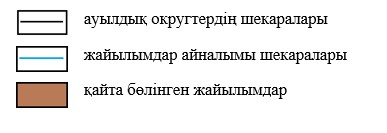 ауылдық округтердің шекаралары
жайылымдар айналымы шекаралары
қайта бөлінген жайылымдар